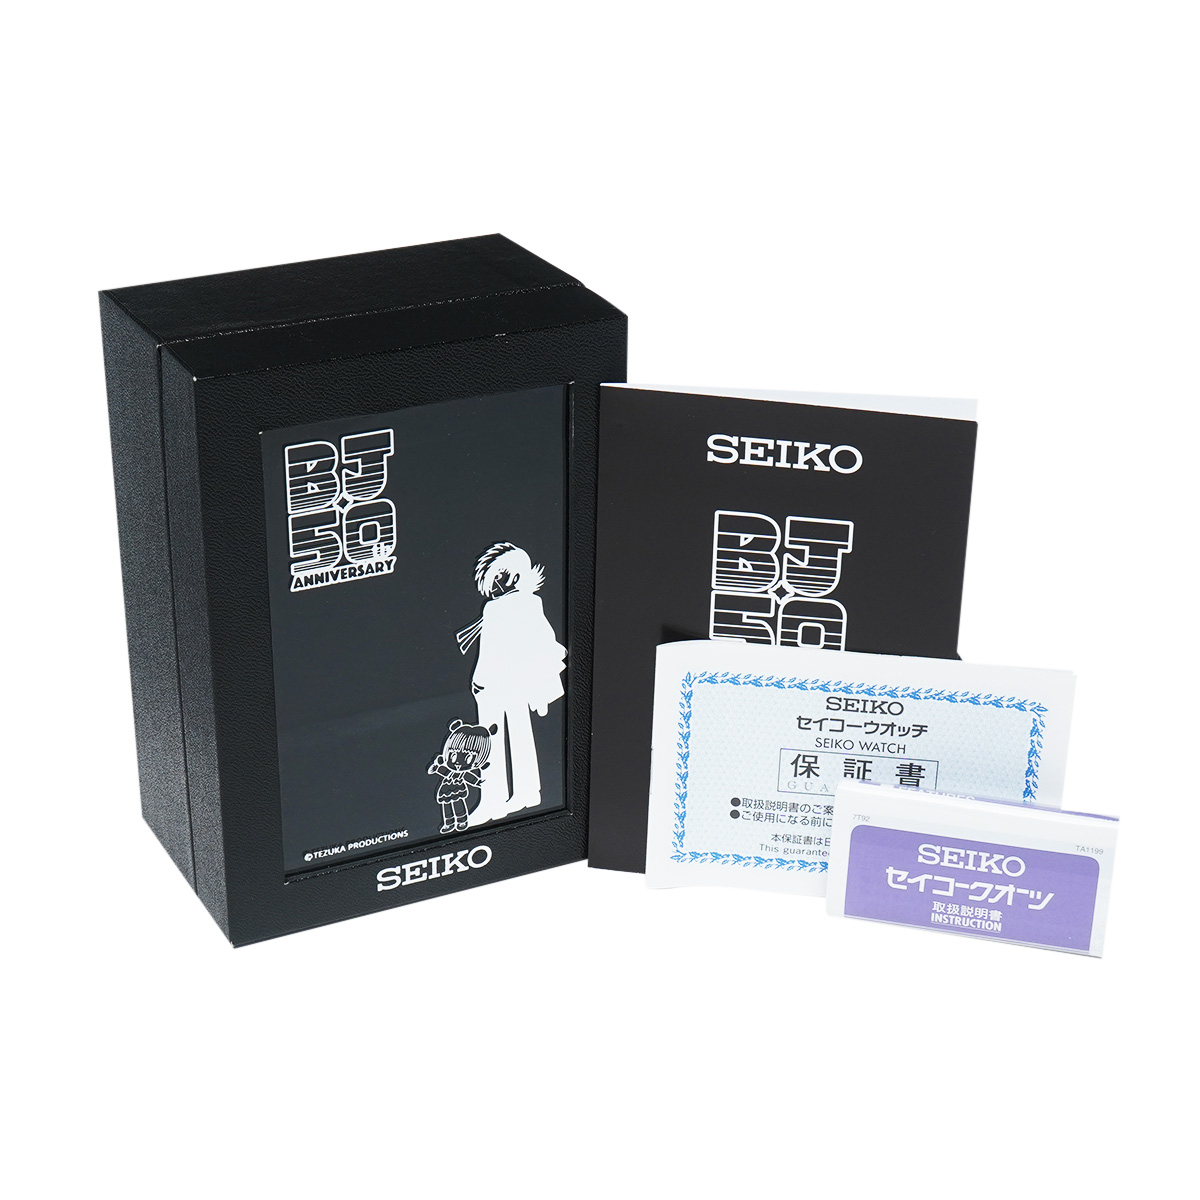 BJ
50th
ANNIVERSARY
©TEZUKA PRODUCTIONS
SEIKO
SEIKO
BJ
50
SEIKO
セイコーウオッチ
SEIKO WATCH
保証書
GUA
●取扱説明書のご案
●ご使用になる前に
本保証書は日
This guarantee
7T92
TA1199
SEIKO
セイコークオーツ
取扱説明書
INSTRUCTION